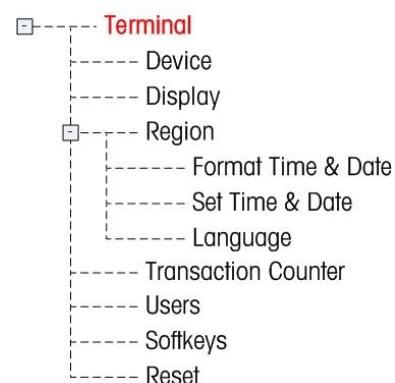 Terminal
Device
Display
Region
Format Time & Date
Set Time & Date
Language
Transaction Counter
Users
Softkeys
Reset